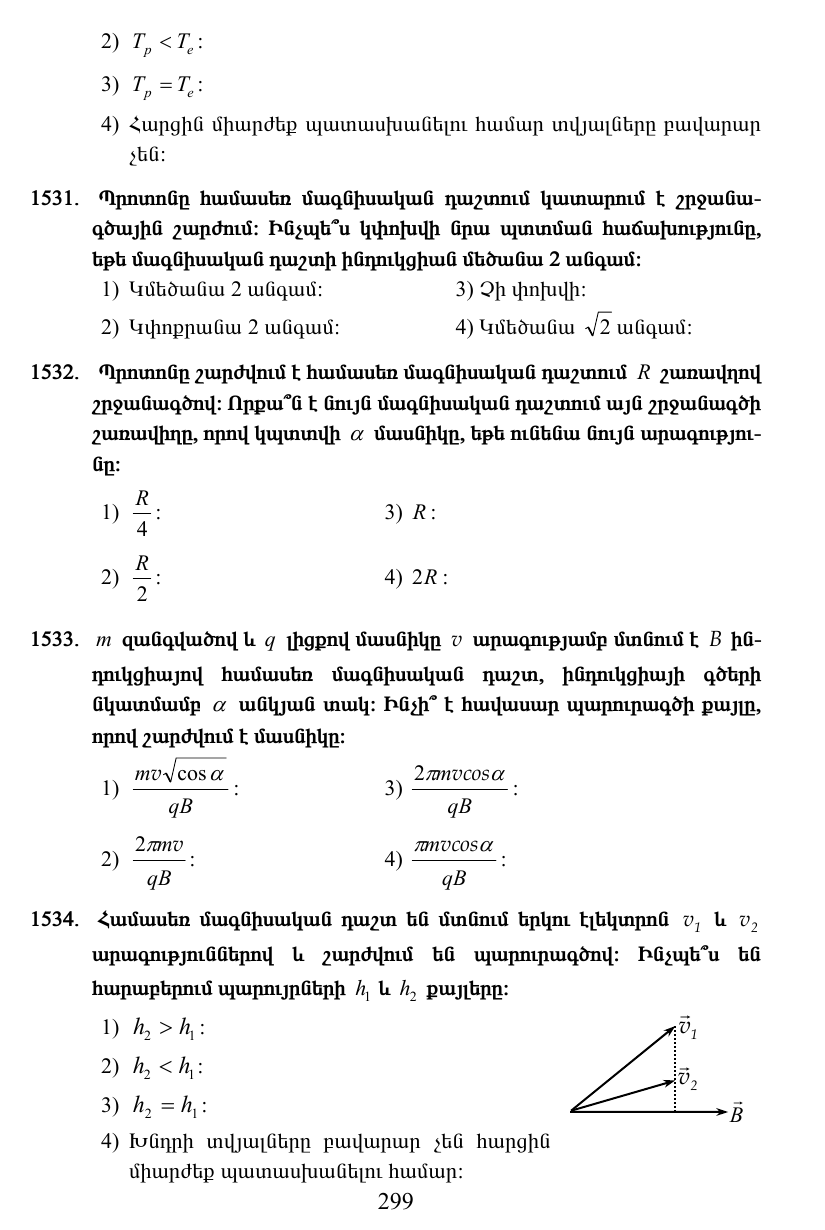 2) T_p < T_e :
3) T_p = T_e :
4) Հարցին միարժեք պատասխանելու համար տվյալները բավարար
չեն:
1531. Պրոտոնը համասեռ մագնիսական դաշտում կատարում է շրջանա-
գծային շարժում: Ինչպե՞ս կփոխվի նրա պտտման հաճախությունը,
եթե մագնիսական դաշտի ինդուկցիան մեծանա 2 անգամ:
1) Կմեծանա 2 անգամ: 3) Չի փոխվի:
2) Կփոքրանա 2 անգամ: 4) Կմեծանա √2 անգամ:
1532. Պրոտոնը շարժվում է համասեռ մագնիսական դաշտում R շառավղով
շրջանագծով: Որքա՞ն է նույն մագնիսական դաշտում այն շրջանագծի
շառավիղը, որով կպտտվի α մասնիկը, եթե ունենա նույն արագությու-
նը:
1) R/4 : 3) R :
2) R/2 : 4) 2R :
1533. m զանգվածով և q լիցքով մասնիկը v արագությամբ մտնում է B ին-
դուկցիայով համասեռ մագնիսական դաշտ, ինդուկցիայի գծերի
նկատմամբ α անկյան տակ: Ինչի՞ է հավասար պարուրագծի քայլը,
որով շարժվում է մասնիկը:
1) mv√cos α / qB : 3) 2πmvcosα / qB :
2) 2πmv / qB : 4) πmvcosα / qB :
1534. Համասեռ մագնիսական դաշտ են մտնում երկու էլեկտրոն v₁ և v₂
արագություններով և շարժվում են պարուրագծով: Ինչպե՞ս են
հարաբերում պարույրների h₁ և h₂ քայլերը:
1) h₂ > h₁ :
2) h₂ < h₁ :
3) h₂ = h₁ :
4) Խնդրի տվյալները բավարար չեն հարցին
միարժեք պատասխանելու համար:
v⃗₁
v⃗₂
B⃗
299